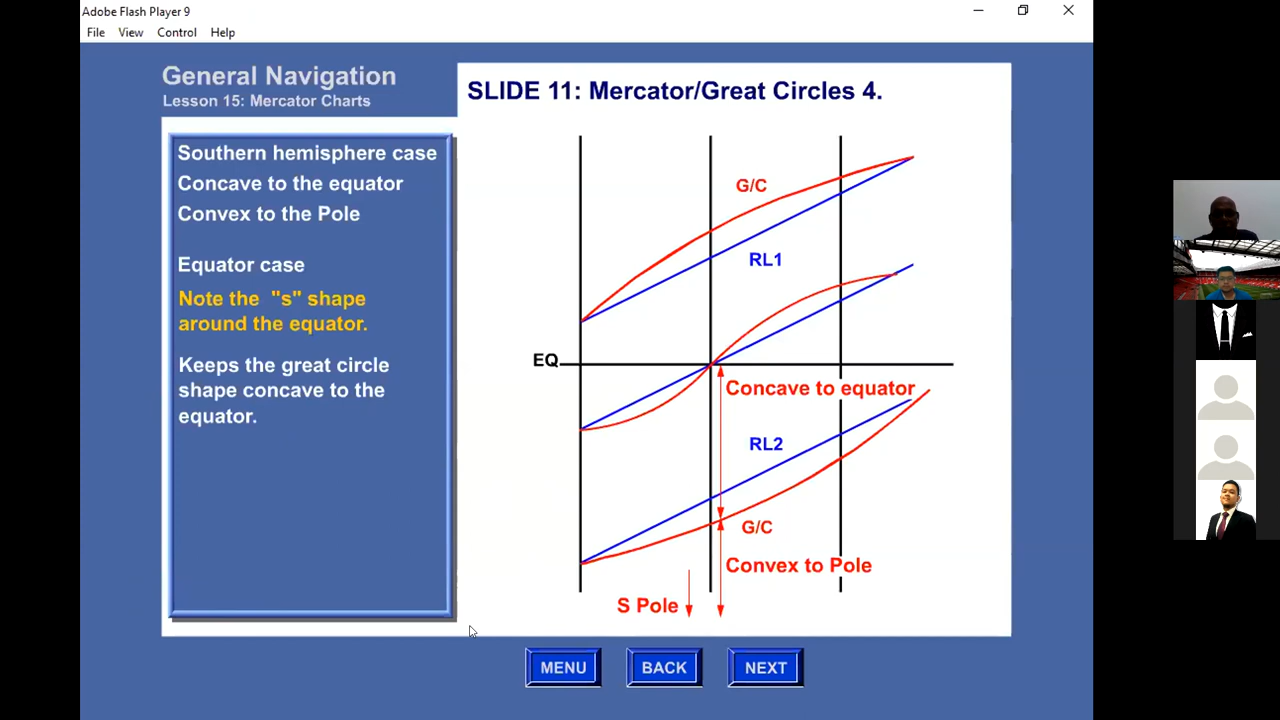 Adobe Flash Player 9
File View Control Help
General Navigation
Lesson 15: Mercator Charts
SLIDE 11: Mercator/Great Circles 4.
Southern hemisphere case
Concave to the equator
Convex to the Pole
Equator case
Note the "s" shape
around the equator.
Keeps the great circle
shape concave to the
equator.
G/C
RL1
EQ
Concave to equator
RL2
G/C
Convex to Pole
S Pole
MENU BACK NEXT